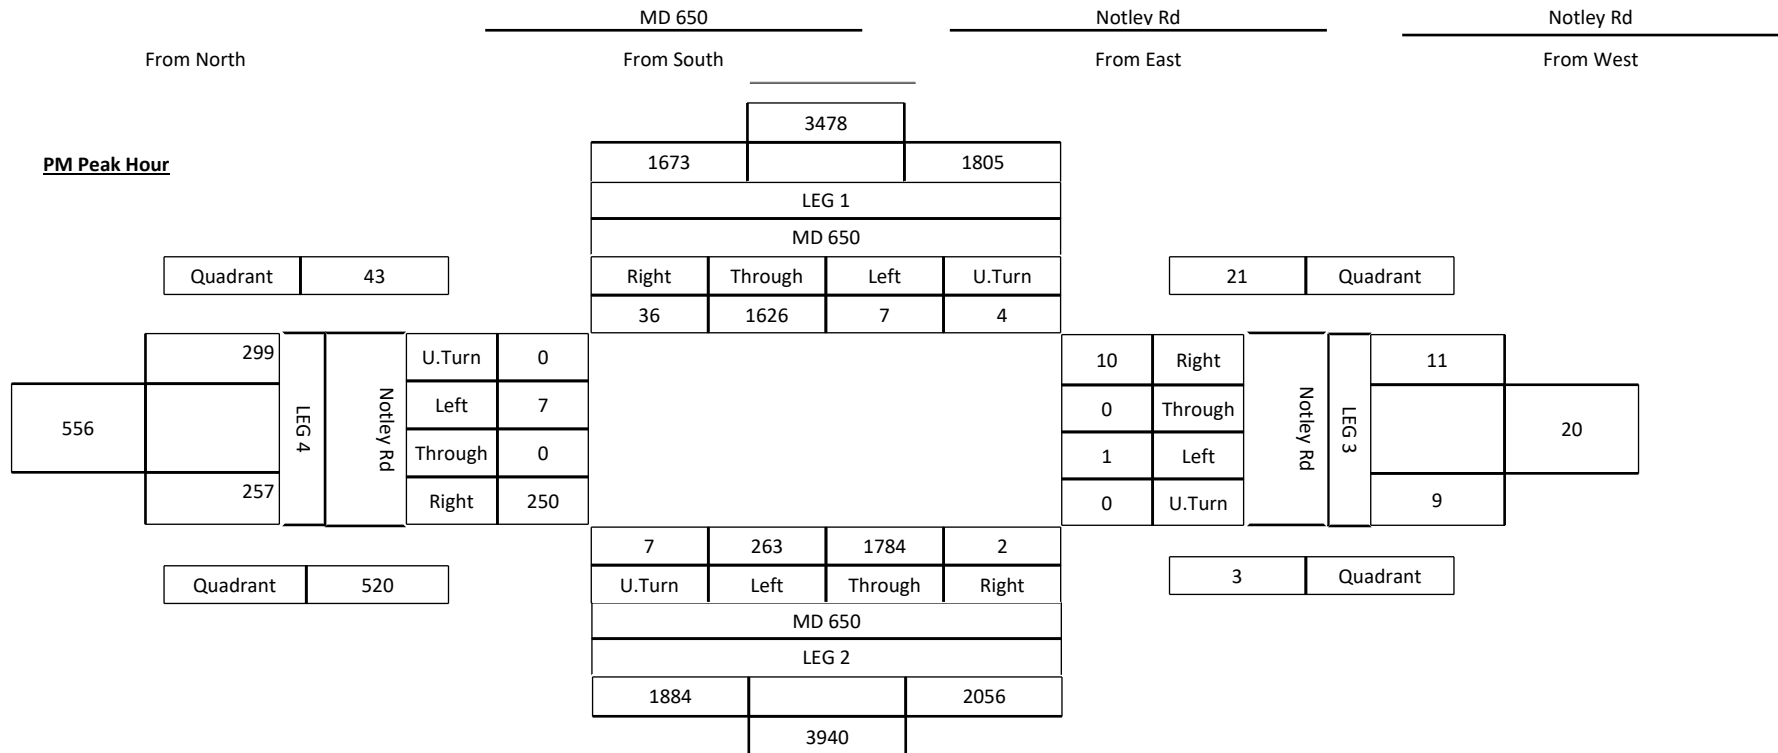 MD 650 Notley Rd Notley Rd
From North From South From East From West
3478
PM Peak Hour
1673 1805
LEG 1
MD 650
Quadrant 43 Right Through Left U.Turn 21 Quadrant
36 1626 7 4
299 U.Turn 0 10 Right 11
Left 7 0 Through
556 LEG 4 Notley Rd Notley Rd LEG 3 20
Through 0 1 Left
257 Right 250 0 U.Turn 9
7 263 1784 2
Quadrant 520 U.Turn Left Through Right 3 Quadrant
MD 650
LEG 2
1884 2056
3940